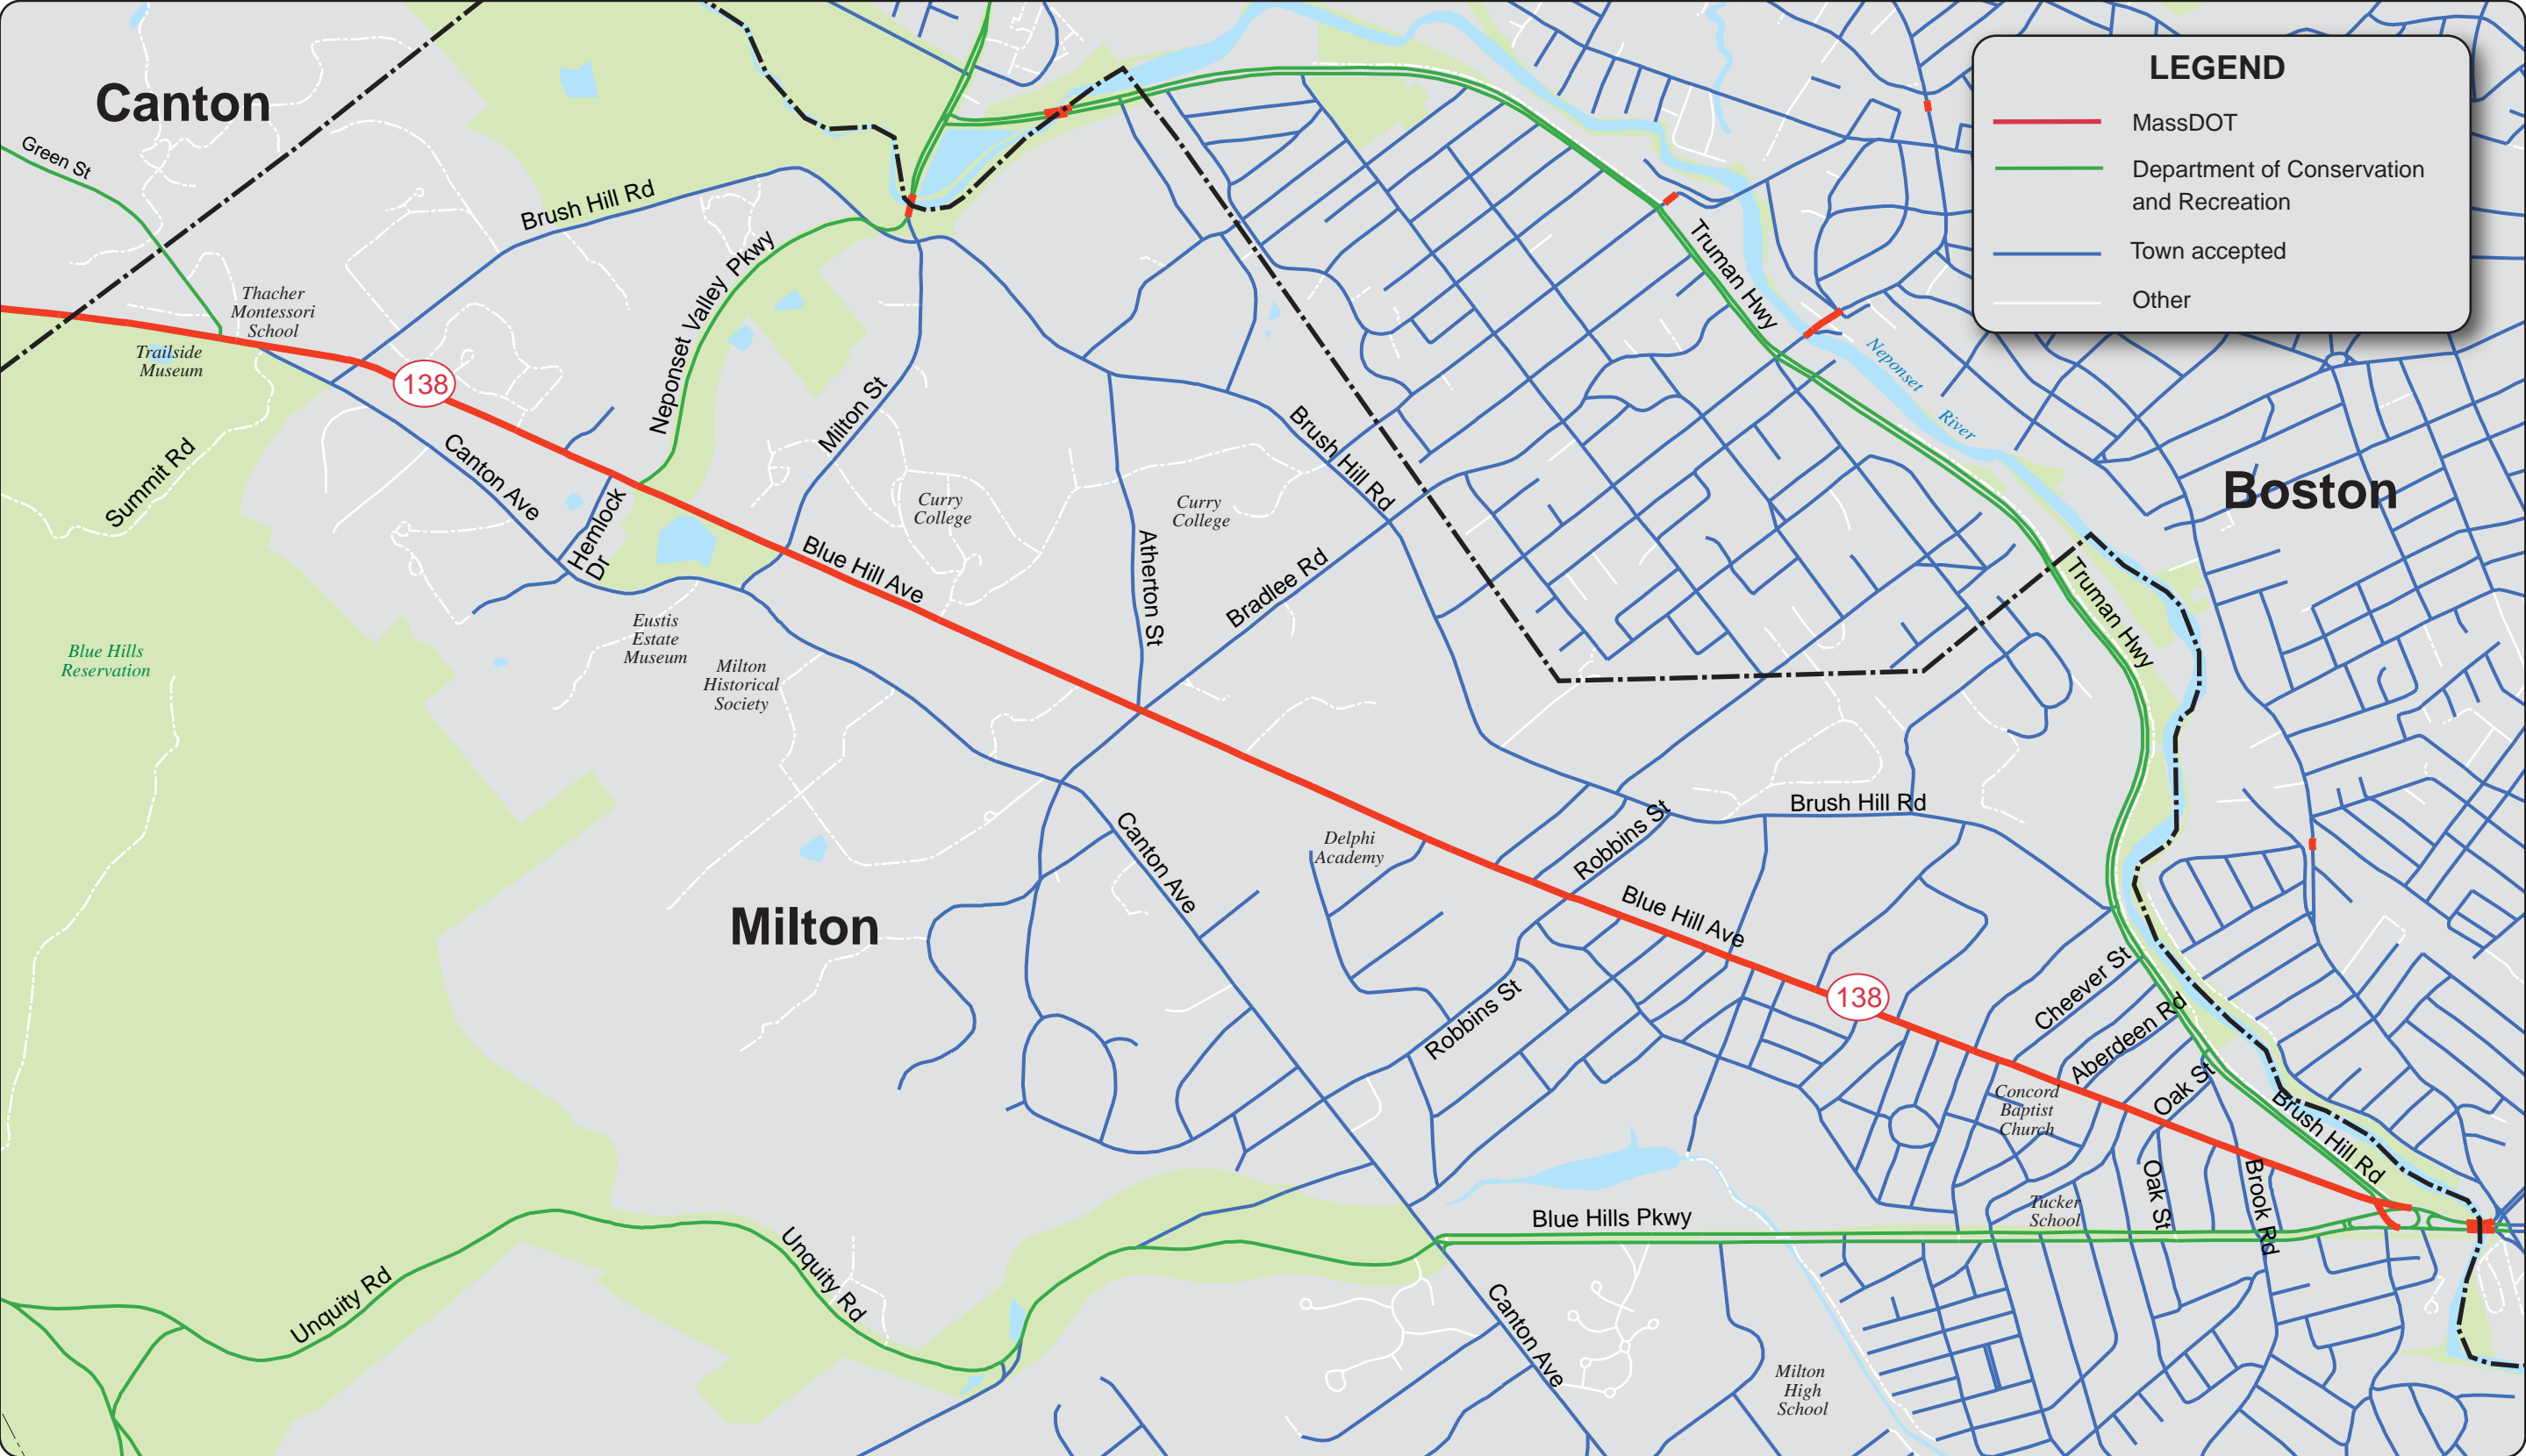 Canton
Green St
Brush Hill Rd
Thacher
Montessori
School
Trailside
Museum
138
Neponset Valley Pkwy
Milton St
Canton Ave
Summit Rd
Hemlock
Dr
Blue Hill Ave
Curry
College
Curry
College
Atherton St
Bradlee Rd
Brush Hill Rd
Truman Hwy
Neponset
River
LEGEND
MassDOT
Department of Conservation
and Recreation
Town accepted
Other
Boston
Truman Hwy
Blue Hills
Reservation
Eustis
Estate
Museum
Milton
Historical
Society
Milton
Canton Ave
Delphi
Academy
Robbins St
Brush Hill Rd
Blue Hill Ave
Robbins St
138
Cheever St
Aberdeen Rd
Oak St
Concord
Baptist
Church
Brush Hill Rd
Oak St
Brook Rd
Tucker
School
Blue Hills Pkwy
Unquity Rd
Unquity Rd
Canton Ave
Milton
High
School